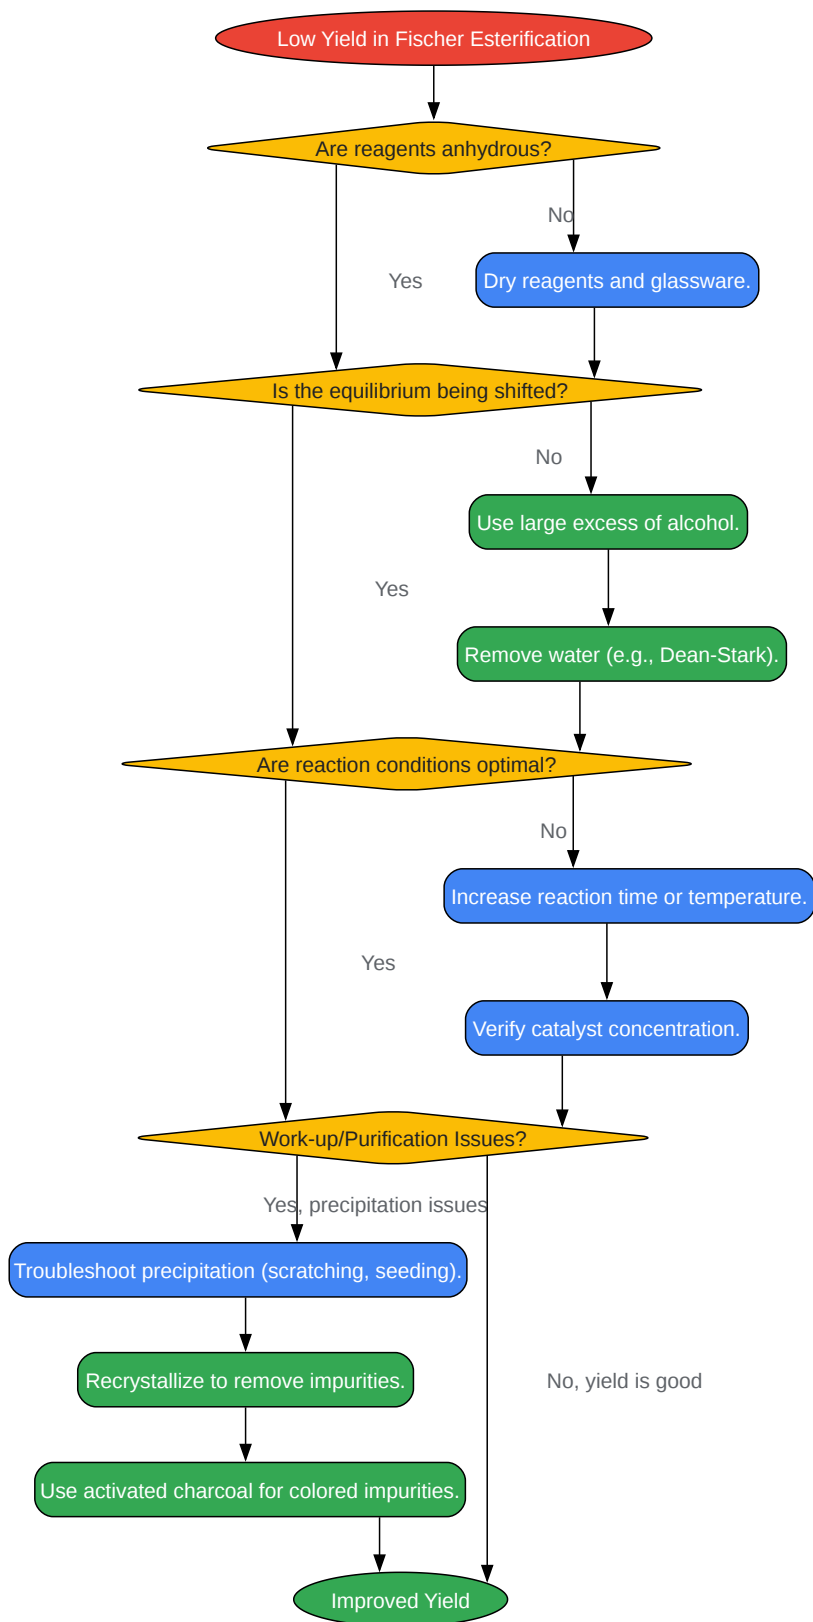 Low Yield in Fischer Esterification
Are reagents anhydrous?
No
Yes
Dry reagents and glassware.
Is the equilibrium being shifted?
No
Use large excess of alcohol.
Yes
Remove water (e.g., Dean-Stark).
Are reaction conditions optimal?
No
Increase reaction time or temperature.
Yes
Verify catalyst concentration.
Work-up/Purification Issues?
Yes, precipitation issues
Troubleshoot precipitation (scratching, seeding).
Recrystallize to remove impurities.
No, yield is good
Use activated charcoal for colored impurities.
Improved Yield